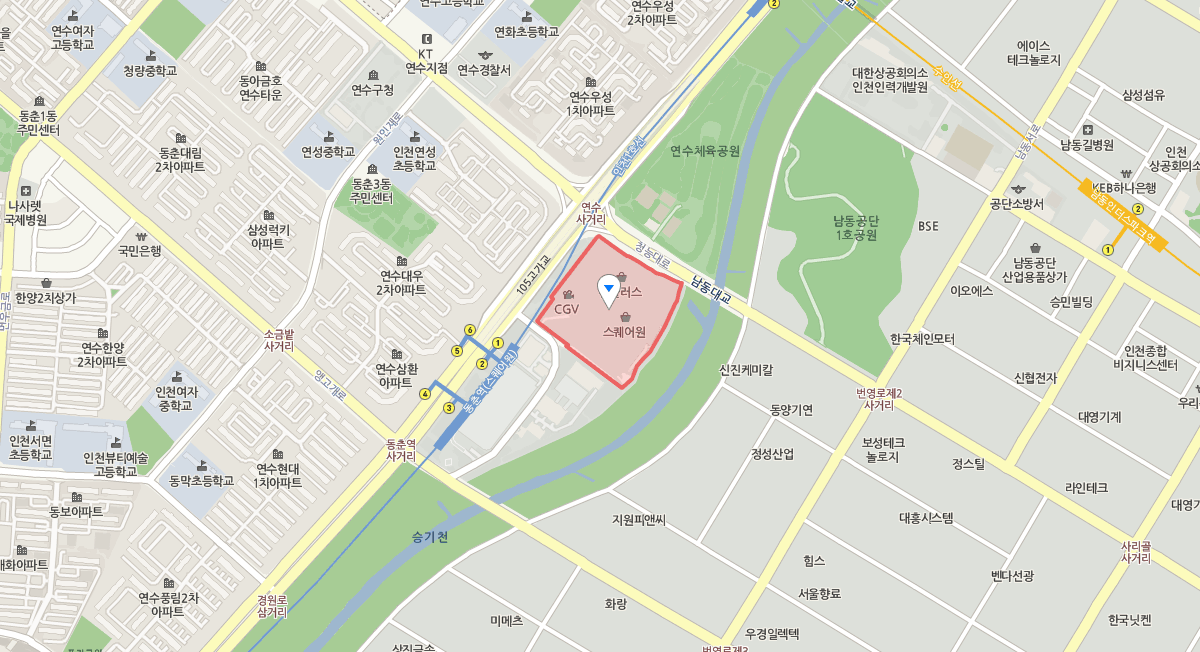 연수여자
고등학교
청량중학교
연수고등학교
연화초등학교
연수우성
2차아파트
2
KT
연수지점
연수경찰서
동아금호
연수타운
연수구청
연수우성
1차아파트
대한상공회의소
인천인력개발원
수인선
에이스
테크놀로지
삼성섬유
동춘1동
주민센터
원인재로
동춘대림
2차아파트
연성중학교
인천연성
초등학교
인천1호선
연수체육공원
남동서로
남동길병원
인천
상공회의소
동춘3동
주민센터
나사렛
국제병원
KEB하나은행
공단소방서
남동인더스파크역
2
1
연수
사거리
삼성럭키
아파트
국민은행
남동공단
1호공원
BSE
청능대로
남동대교
105고가교
연수대우
2차아파트
한양2차상가
남동공단
산업용품상가
이오에스
승민빌딩
CGV
스퀘어원
소금밭
사거리
연수한양
2차아파트
6
5
1
2
4
3
동춘역(스퀘어원)
연수삼환
아파트
한국체인모터
인천종합
비지니스센터
신진케미칼
신협전자
앵고개로
인천여자
중학교
번영로제2
사거리
동양기연
대영기계
인천서면
초등학교
인천뷰티예술
고등학교
동막초등학교
연수현대
1차아파트
동춘역
사거리
경성산업
보성테크
놀로지
정스틸
라인테크
동보아파트
지원피앤씨
대흥시스템
승기천
사리골
사거리
힘스
벤다선광
연수풍림2차
아파트
경원로
삼거리
화랑
서울향료
미메츠
우경일렉텍
한국닛켄
번영로제3